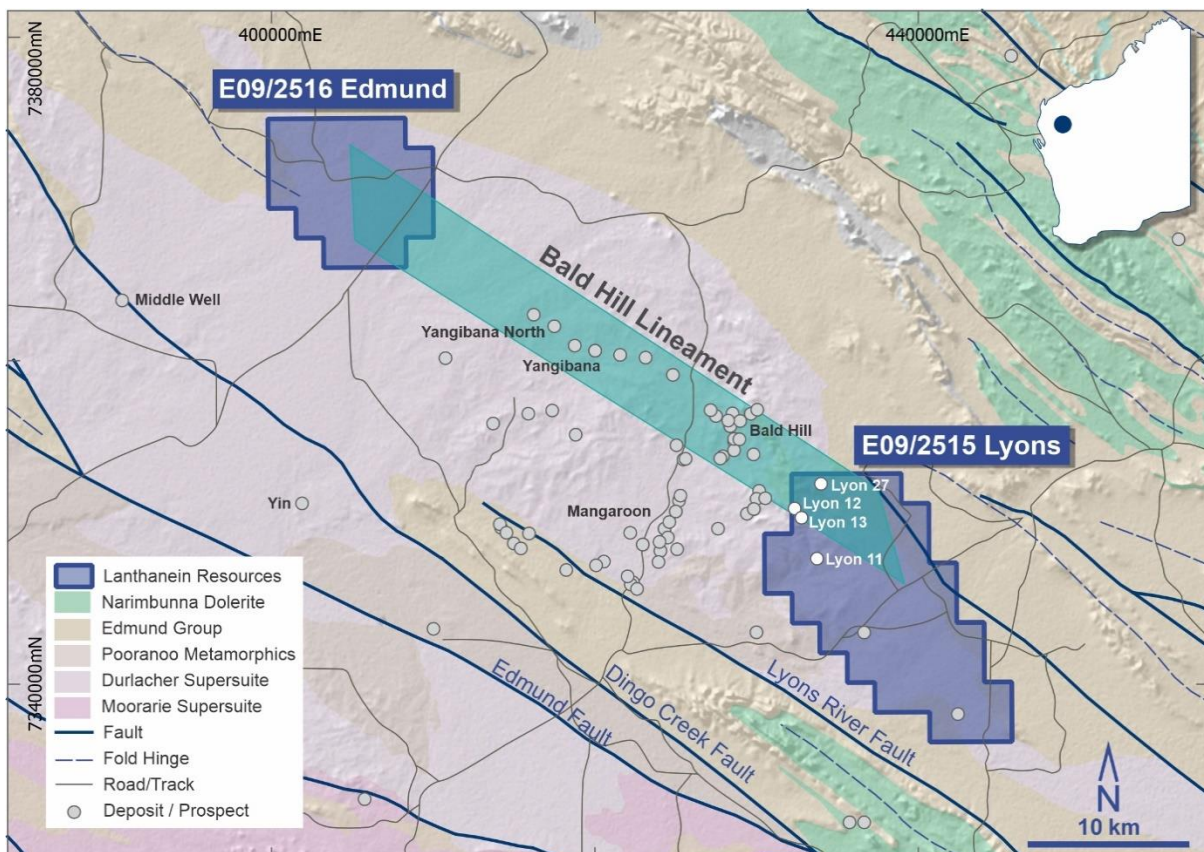 400000mE
440000mE
7380000mN
E09/2516 Edmund
Middle Well
Bald Hill Lineament
Yangibana North
Yangibana
Bald Hill
E09/2515 Lyons
Lyon 27
Lyon 12
Lyon 13
Lyon 11
Yin
Mangaroon
Lanthanein Resources
Narimbunna Dolerite
Edmund Group
Pooranoo Metamorphics
Durlacher Supersuite
Moorarie Supersuite
Fault
Fold Hinge
Road/Track
Deposit / Prospect
7340000mN
Edmund Fault
Dingo Creek Fault
Lyons River Fault
N
10 km